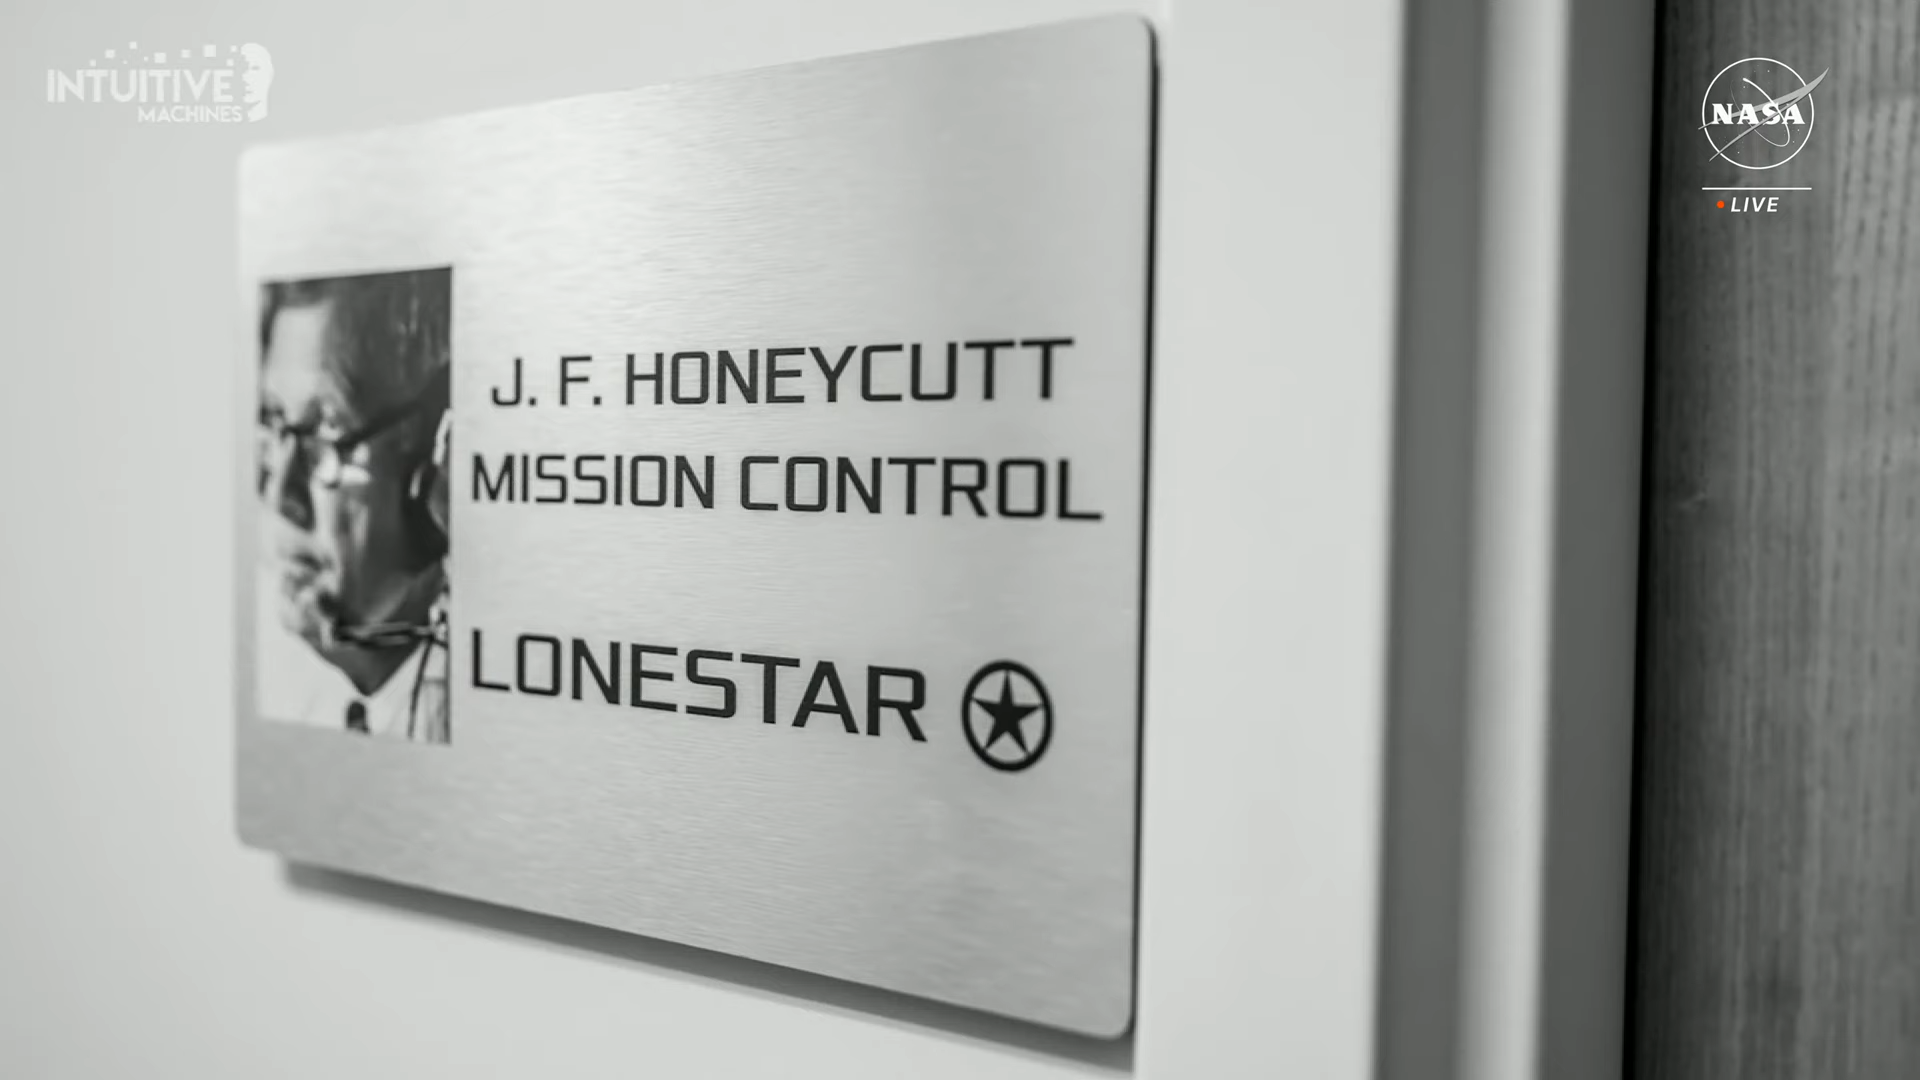 INTUITIVE
MACHINES
NASA
LIVE
J. F. HONEYCUTT
MISSION CONTROL
LONESTAR